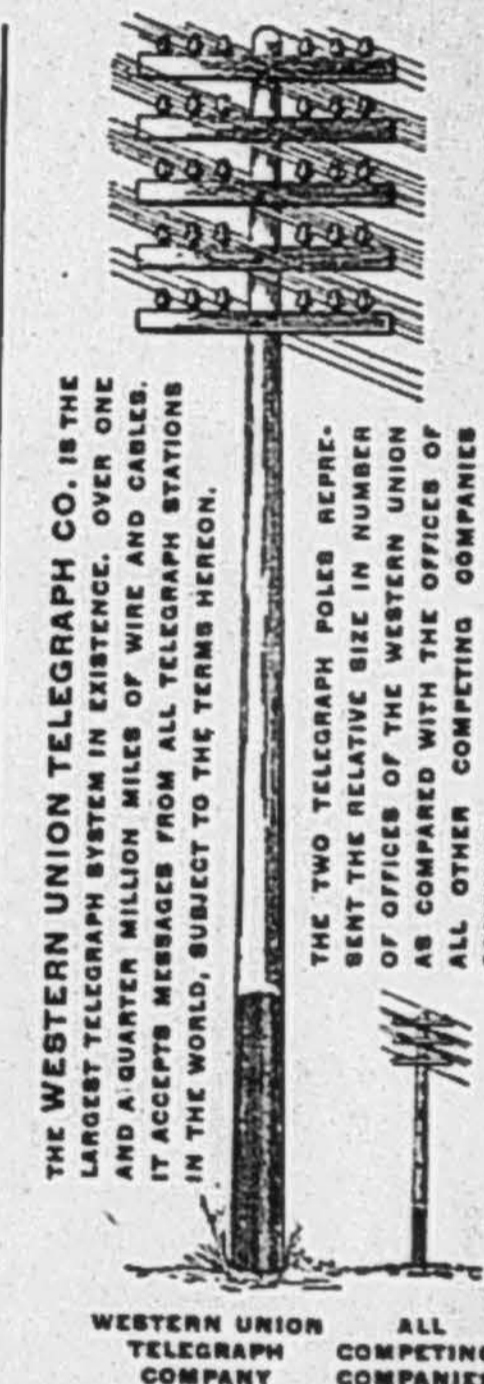 THE WESTERN UNION TELEGRAPH CO. IS THE
LARGEST TELEGRAPH SYSTEM IN EXISTENCE. OVER ONE
AND A QUARTER MILLION MILES OF WIRE AND CABLES.
IT ACCEPTS MESSAGES FROM ALL TELEGRAPH STATIONS
IN THE WORLD, SUBJECT TO THE TERMS HEREON.
THE TWO TELEGRAPH POLES REPRE-
SENT THE RELATIVE SIZE IN NUMBER
OF OFFICES OF THE WESTERN UNION
AS COMPARED WITH THE OFFICES OF
ALL OTHER COMPETING COMPANIES
WESTERN UNION
TELEGRAPH
COMPANY
ALL
COMPETING
COMPANIES